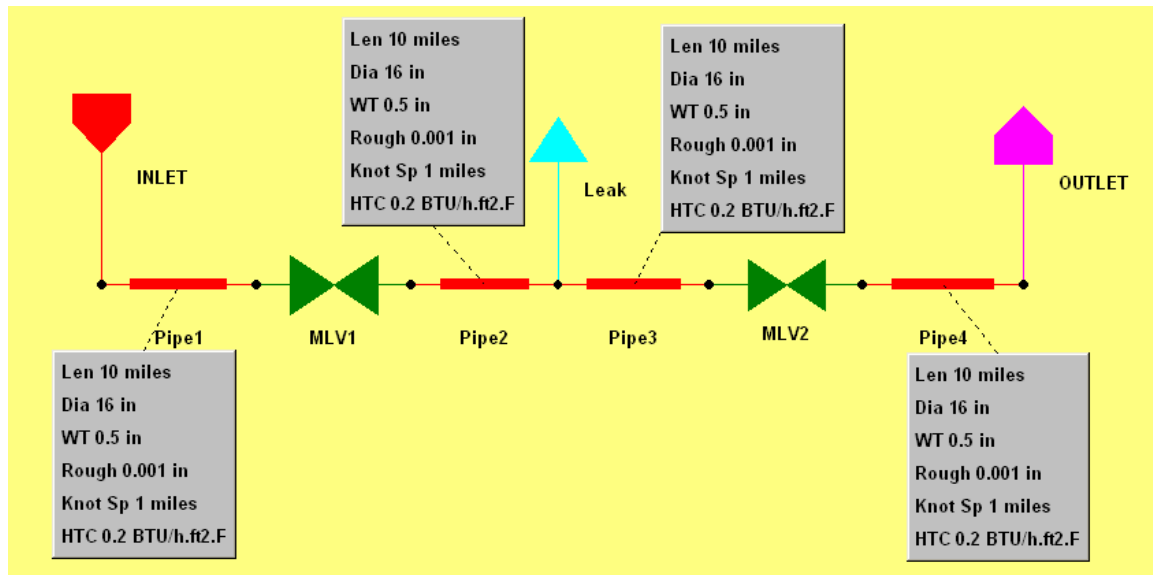 Len 10 miles
Dia 16 in
WT 0.5 in
Rough 0.001 in
Knot Sp 1 miles
HTC 0.2 BTU/h.ft2.F
Len 10 miles
Dia 16 in
WT 0.5 in
Rough 0.001 in
Knot Sp 1 miles
HTC 0.2 BTU/h.ft2.F
INLET
Leak
OUTLET
Pipe1
MLV1
Pipe2
Pipe3
MLV2
Pipe4
Len 10 miles
Dia 16 in
WT 0.5 in
Rough 0.001 in
Knot Sp 1 miles
HTC 0.2 BTU/h.ft2.F
Len 10 miles
Dia 16 in
WT 0.5 in
Rough 0.001 in
Knot Sp 1 miles
HTC 0.2 BTU/h.ft2.F